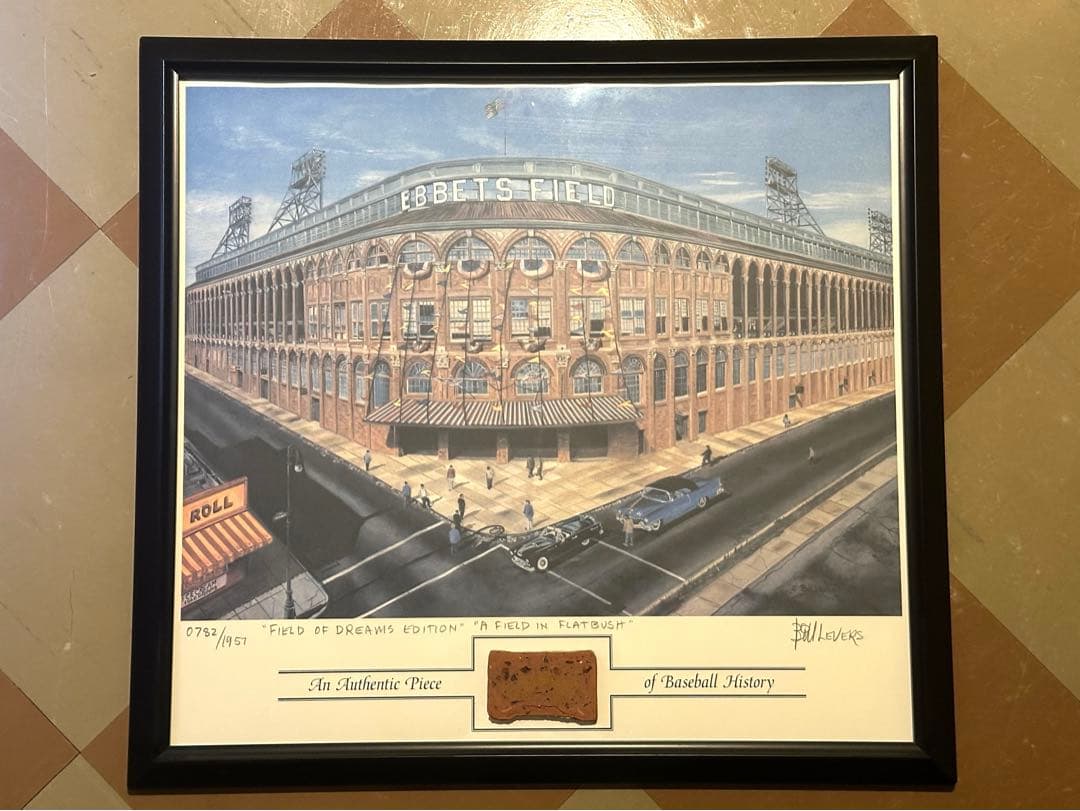 EBBETS FIELD
ROLL
0782/1957 "FIELD OF DREAMS EDITION" "A FIELD IN FLATBUSH" Bill LEVERS
An Authentic Piece of Baseball History